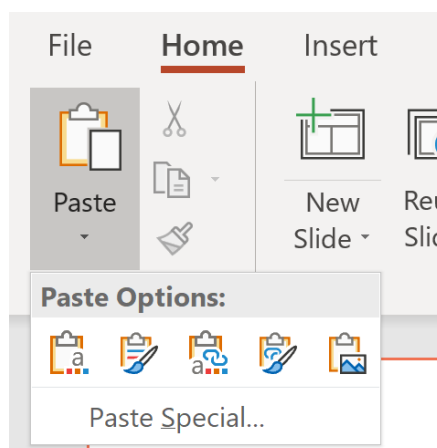 File Home Insert
Paste
New
Slide
Paste Options:
Paste Special...